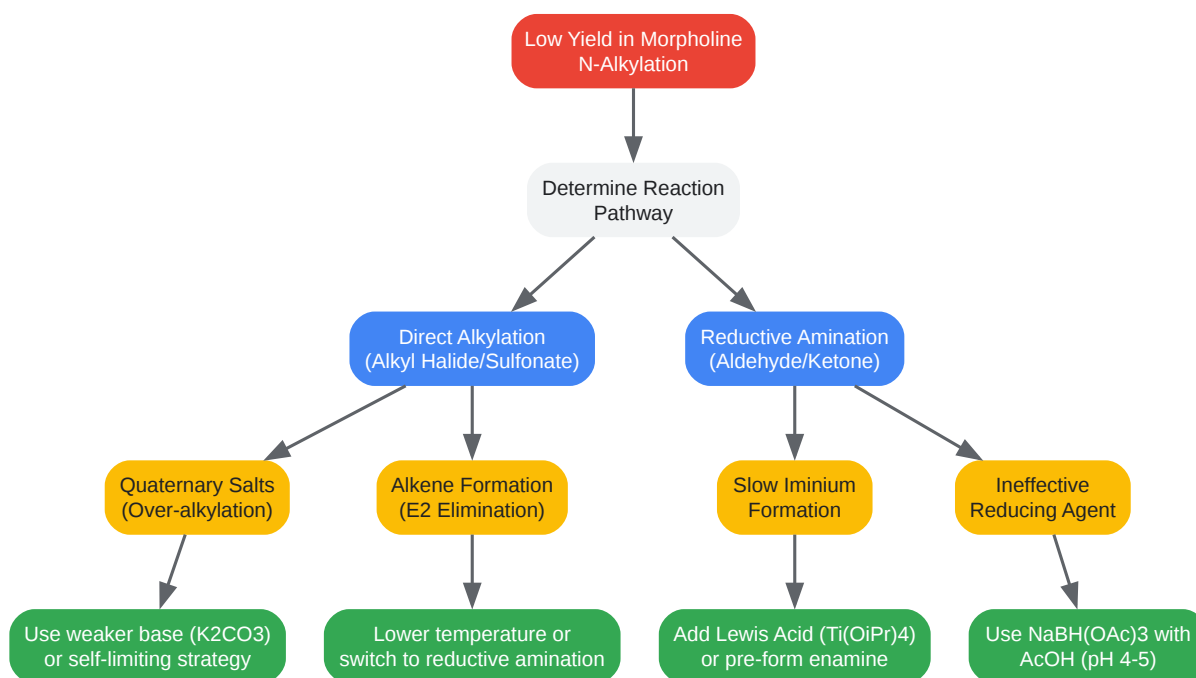 Low Yield in Morpholine
N-Alkylation
Determine Reaction
Pathway
Direct Alkylation
(Alkyl Halide/Sulfonate)
Reductive Amination
(Aldehyde/Ketone)
Quaternary Salts
(Over-alkylation)
Alkene Formation
(E2 Elimination)
Slow Iminium
Formation
Ineffective
Reducing Agent
Use weaker base (K2CO3)
or self-limiting strategy
Lower temperature or
switch to reductive amination
Add Lewis Acid (Ti(OiPr)4)
or pre-form enamine
Use NaBH(OAc)3 with
AcOH (pH 4-5)